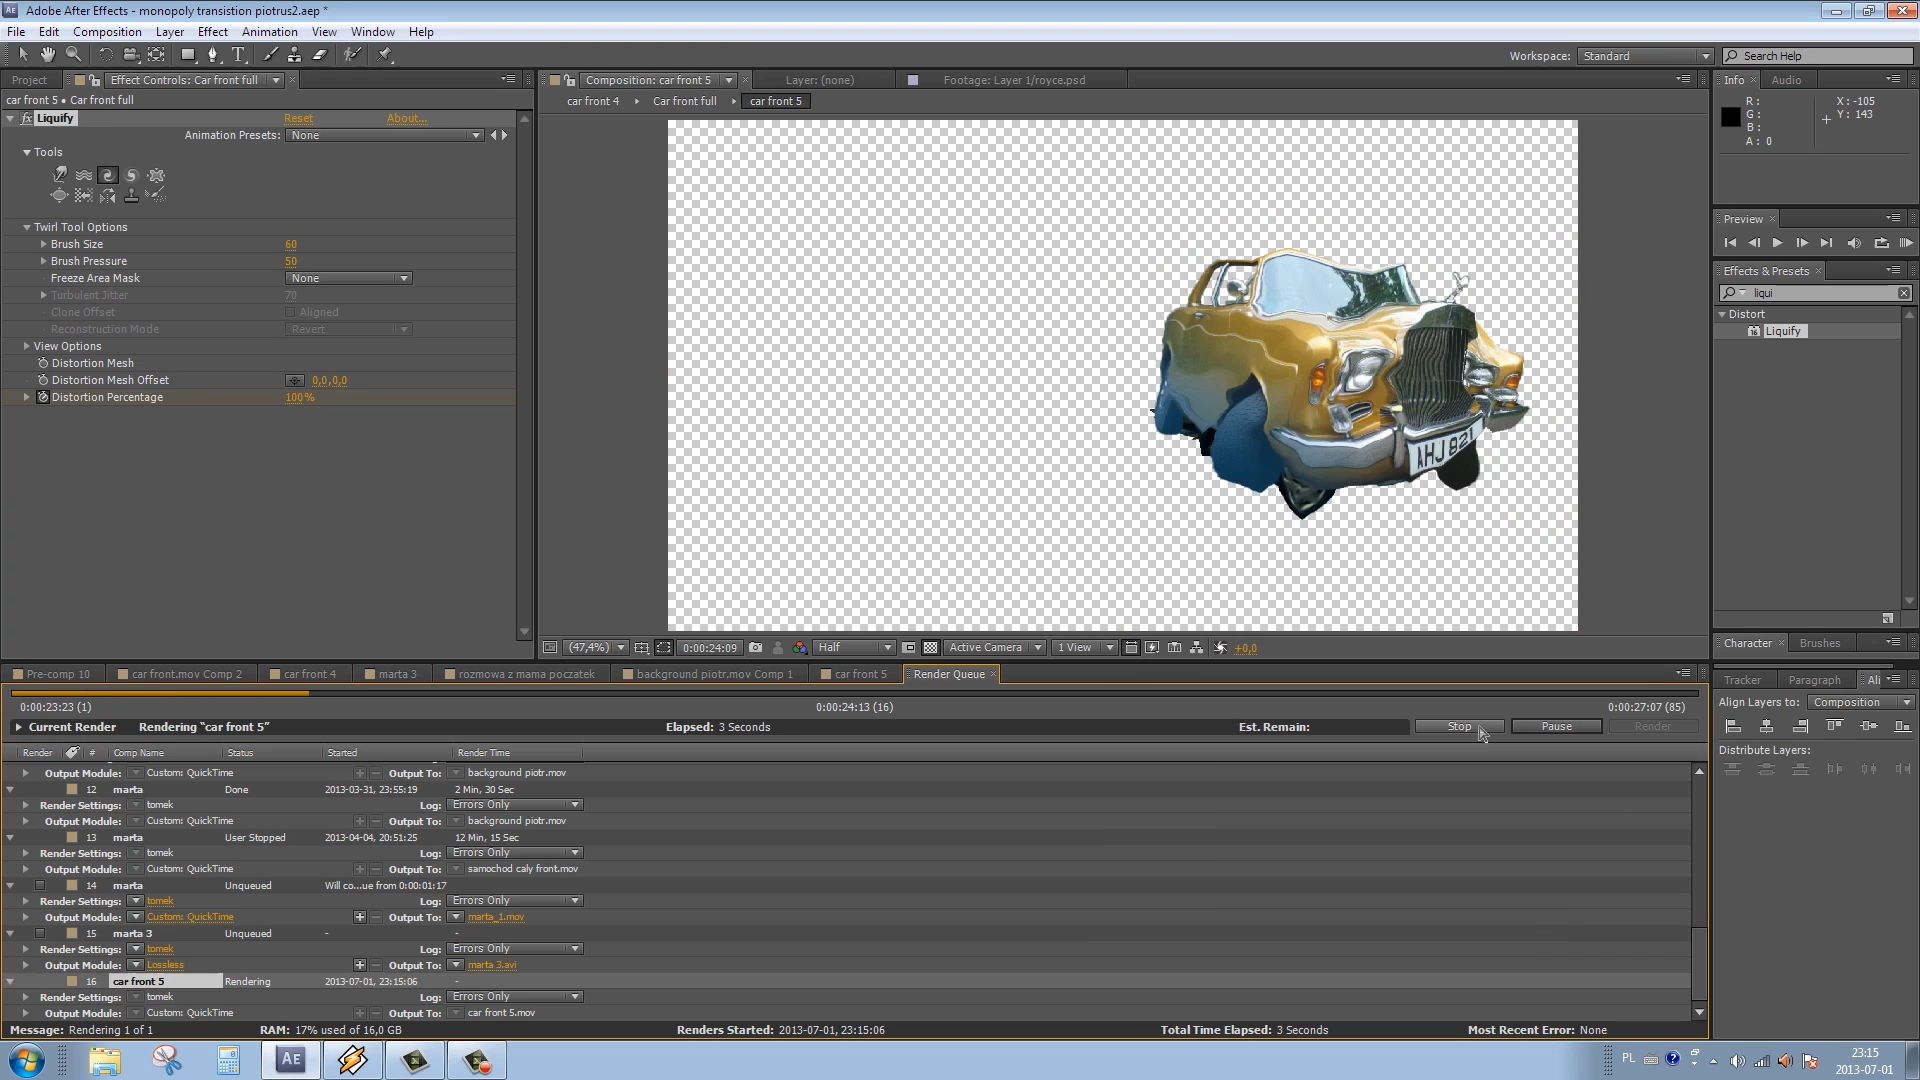 Adobe After Effects - monopoly transistion piotrus2.aep *
File Edit Composition Layer Effect Animation View Window Help
Workspace: Standard Search Help
Project Effect Controls: Car front full Composition: car front 5 Layer: (none) Footage: Layer 1/royce.psd Info Audio
car front 5 • Car front full car front 4 Car front full car front 5
R: X: -105
G: Y: 143
B:
A: 0
fx Liquify Reset About...
Animation Presets: None
Tools
Twirl Tool Options
Brush Size 60
Brush Pressure 50
Freeze Area Mask None
Turbulent Jitter 70
Clone Offset Aligned
Reconstruction Mode Revert
View Options
Distortion Mesh
Distortion Mesh Offset 0,0,0,0
Distortion Percentage 100%
AHJ 821
Preview
Effects & Presets
liqui
Distort
Liquify
(47,4%) 0:00:24:09 Half Active Camera 1 View +0,0
Character Brushes
Pre-comp 10 car front.mov Comp 2 car front 4 marta 3 rozmowa z mama poczatek background piotr.mov Comp 1 car front 5 Render Queue
Tracker Paragraph Ali
Align Layers to: Composition
Distribute Layers:
0:00:23:23 (1) 0:00:24:13 (16) 0:00:27:07 (85)
Current Render Rendering "car front 5" Elapsed: 3 Seconds Est. Remain: Stop Pause Render
Render # Comp Name Status Started Render Time
Output Module: Custom: QuickTime Output To: background piotr.mov
12 marta Done 2013-03-31, 23:55:19 2 Min, 30 Sec
Render Settings: tomek Log: Errors Only
Output Module: Custom: QuickTime Output To: background piotr.mov
13 marta User Stopped 2013-04-04, 20:51:25 12 Min, 15 Sec
Render Settings: tomek Log: Errors Only
Output Module: Custom: QuickTime Output To: samochod caly front.mov
14 marta Unqueued Will co...ue from 0:00:01:17
Render Settings: tomek Log: Errors Only
Output Module: Custom: QuickTime Output To: marta_1.mov
15 marta 3 Unqueued - -
Render Settings: tomek Log: Errors Only
Output Module: Lossless Output To: marta 3.avi
16 car front 5 Rendering 2013-07-01, 23:15:06 -
Render Settings: tomek Log: Errors Only
Output Module: Custom: QuickTime Output To: car front 5.mov
Message: Rendering 1 of 1 RAM: 17% used of 16,0 GB Renders Started: 2013-07-01, 23:15:06 Total Time Elapsed: 3 Seconds Most Recent Error: None
Ae PL 23:15
2013-07-01